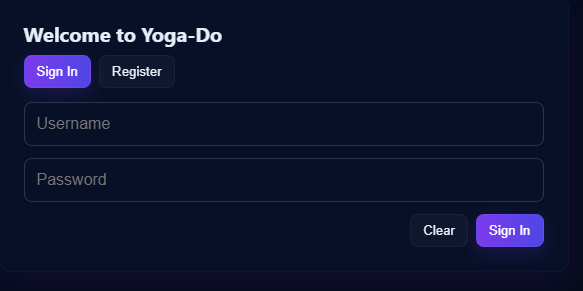 Welcome to Yoga-Do
Sign In Register
Username
Password
Clear Sign In